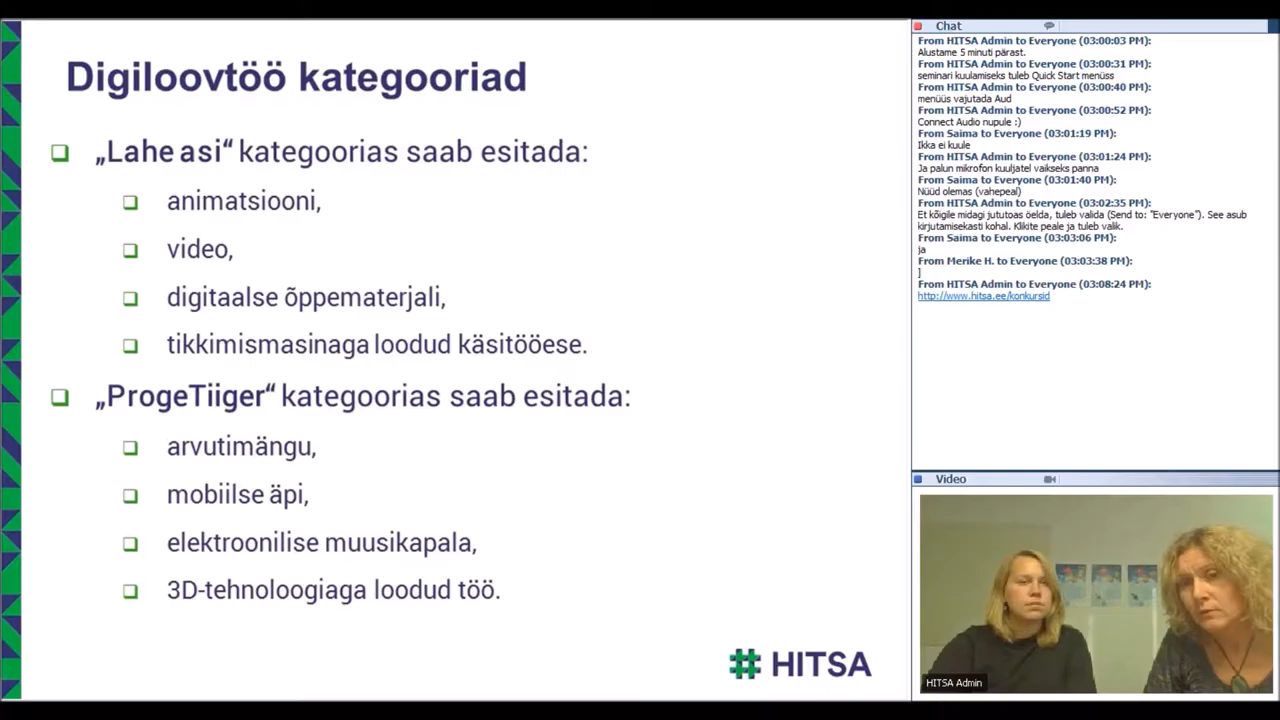 Digiloovtöö kategooriad
„Lahe asi“ kategoorias saab esitada:
animatsiooni,
video,
digitaalse õppematerjali,
tikkimismasinaga loodud käsitööese.
„ProgeTiiger“ kategoorias saab esitada:
arvutimängu,
mobiilse äpi,
elektroonilise muusikapala,
3D-tehnoloogiaga loodud töö.
HITSA
Chat
From HITSA Admin to Everyone (03:00:03 PM):
Alustame 5 minuti pärast.
From HITSA Admin to Everyone (03:00:31 PM):
seminari kuulamiseks tuleb Quick Start menüss
From HITSA Admin to Everyone (03:00:40 PM):
menüüs vajutada Aud
From HITSA Admin to Everyone (03:00:52 PM):
Connect Audio nupule :)
From Saima to Everyone (03:01:19 PM):
Ikka ei kuule
From HITSA Admin to Everyone (03:01:24 PM):
Ja palun mikrofon kuuljatel vaikseks panna
From Saima to Everyone (03:01:40 PM):
Nüüd olemas (vahepeal)
From HITSA Admin to Everyone (03:02:35 PM):
Et kõigile midagi jututoas öelda, tuleb valida (Send to: "Everyone"). See asub
kirjutamisekasti kohal. Klikite peale ja tuleb valik.
From Saima to Everyone (03:03:06 PM):
ja
From Merike H. to Everyone (03:03:38 PM):
]
From HITSA Admin to Everyone (03:08:24 PM):
http://www.hitsa.ee/konkursid
Video
HITSA Admin